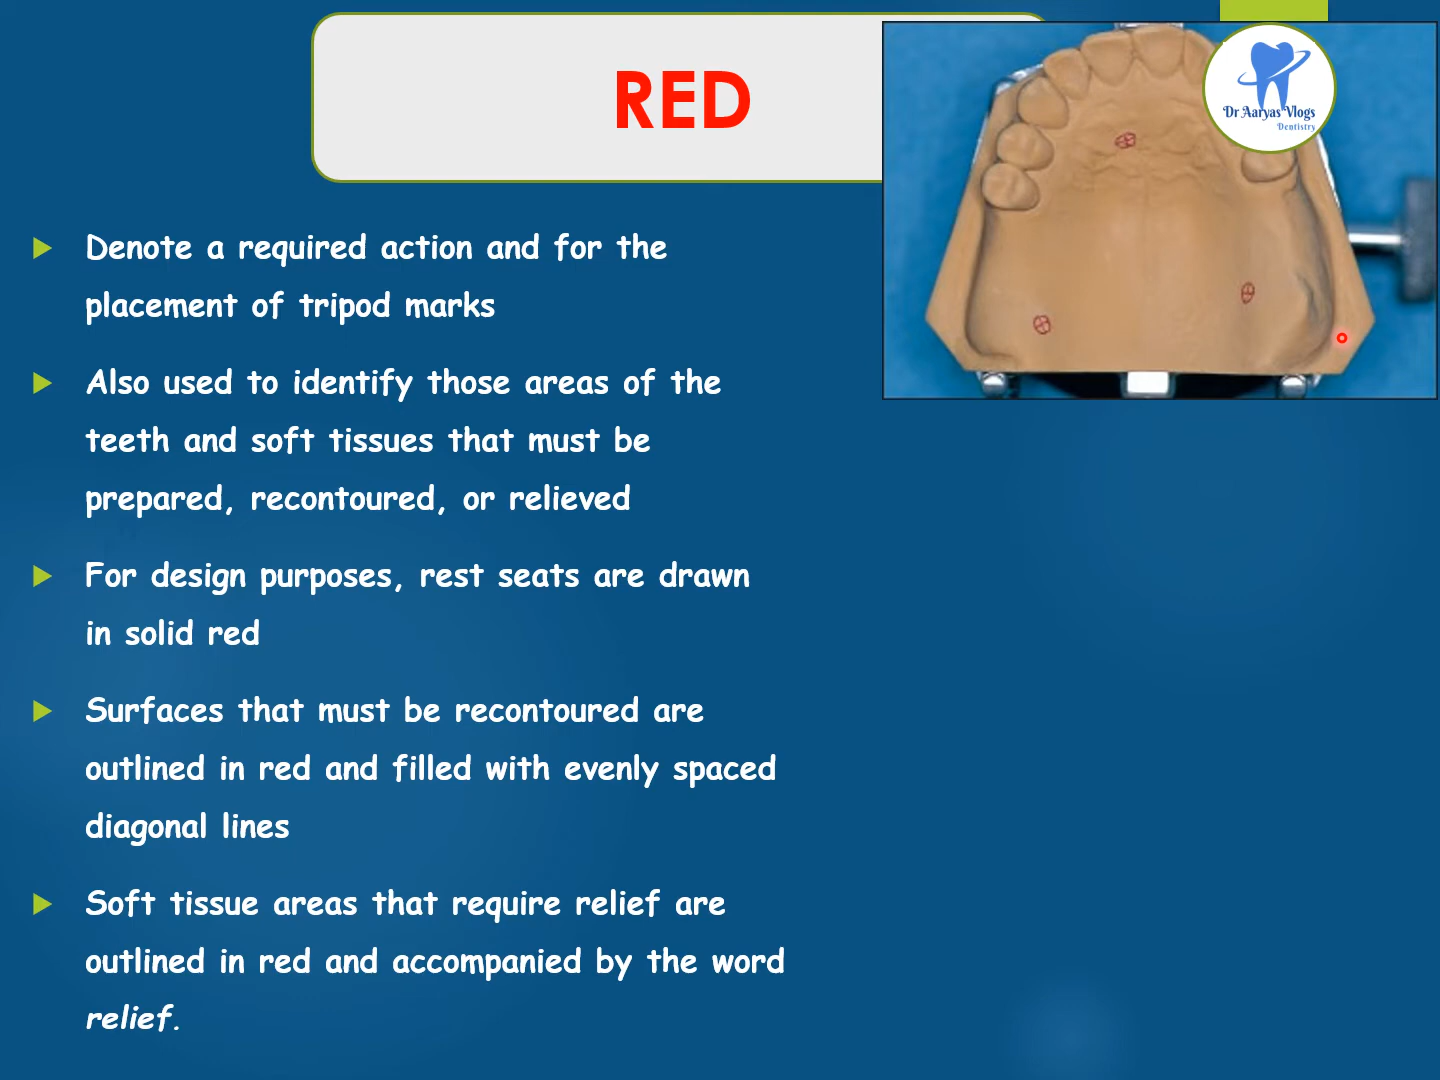 RED
Dr Aaryas Vlogs
Dentistry
Denote a required action and for the
placement of tripod marks
Also used to identify those areas of the
teeth and soft tissues that must be
prepared, recontoured, or relieved
For design purposes, rest seats are drawn
in solid red
Surfaces that must be recontoured are
outlined in red and filled with evenly spaced
diagonal lines
Soft tissue areas that require relief are
outlined in red and accompanied by the word
relief.